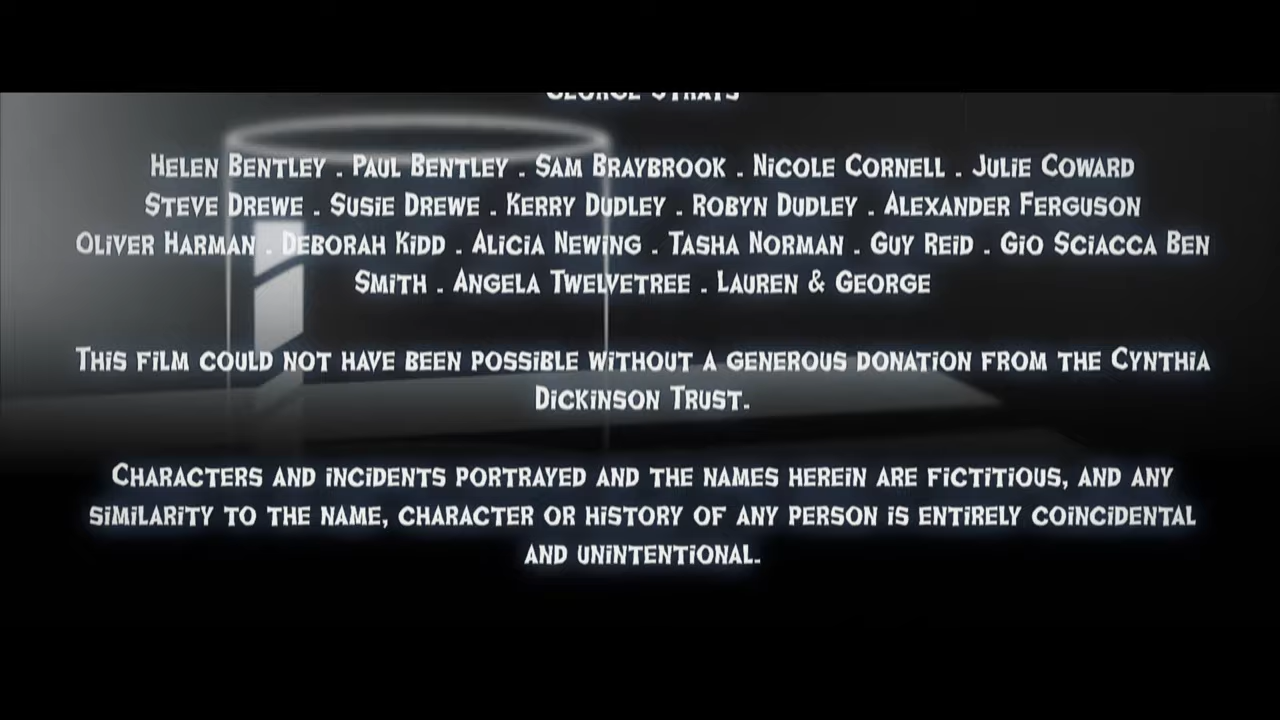 Helen Bentley . Paul Bentley . Sam Braybrook . Nicole Cornell . Julie Coward
Steve Drewe . Susie Drewe . Kerry Dudley . Robyn Dudley . Alexander Ferguson
Oliver Harman . Deborah Kidd . Alicia Newing . Tasha Norman . Guy Reid . Gio Sciacca Ben
Smith . Angela Twelvetree . Lauren & George
This film could not have been possible without a generous donation from the Cynthia
Dickinson Trust.
Characters and incidents portrayed and the names herein are fictitious, and any
similarity to the name, character or history of any person is entirely coincidental
and unintentional.